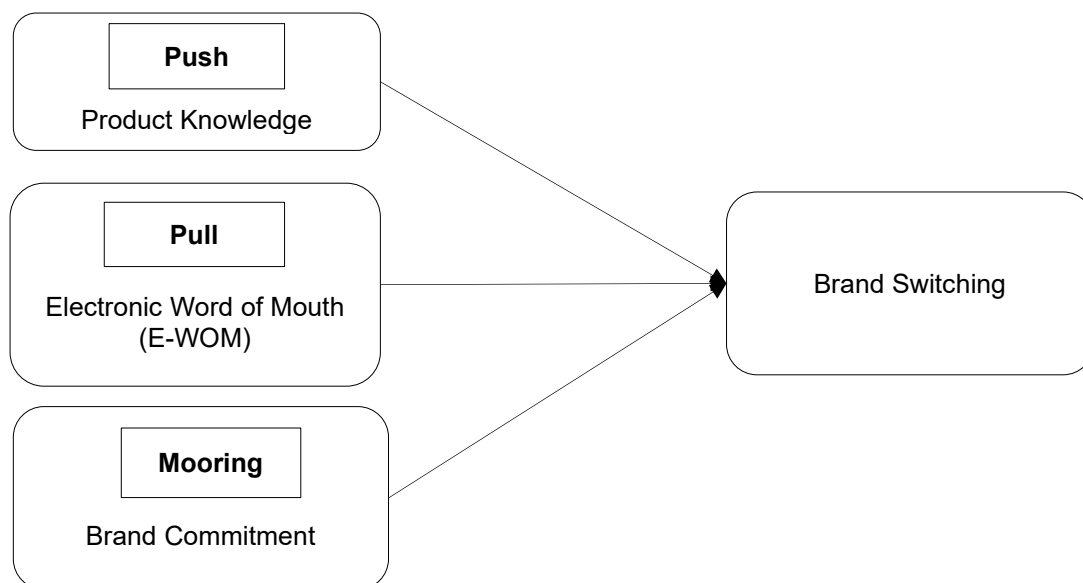 Push
Product Knowledge
Pull
Electronic Word of Mouth
(E-WOM)
Mooring
Brand Commitment
Brand Switching